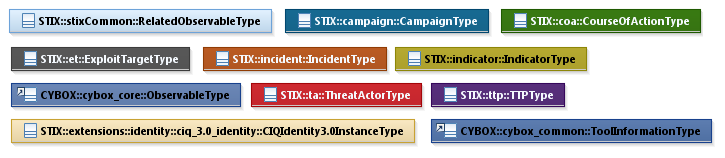 STIX::stixCommon::RelatedObservableType
STIX::campaign::CampaignType
STIX::coa::CourseOfActionType
STIX::et::ExploitTargetType
STIX::incident::IncidentType
STIX::indicator::IndicatorType
CYBOX::cybox_core::ObservableType
STIX::ta::ThreatActorType
STIX::ttp::TTPType
STIX::extensions::identity::ciq_3.0_identity::CIQIdentity3.0InstanceType
CYBOX::cybox_common::ToolInformationType